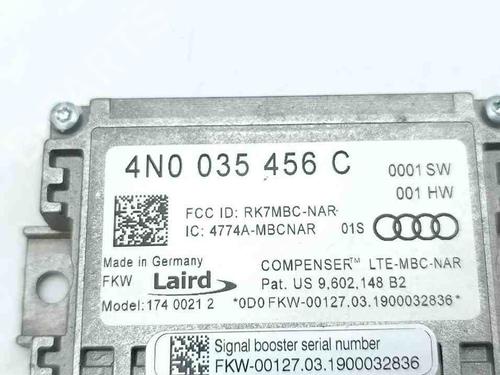 4N0 035 456 C
0001 SW
001 HW
FCC ID: RK7MBC-NAR
IC: 4774A-MBCNAR
01S
Made in Germany
FKW
Laird
COMPENSER™ LTE-MBC-NAR
Pat. US 9,602,148 B2
Model: 174 0021 2
*0D0 FKW-00127.03.1900032836*
Signal booster serial number
FKW-00127.03.1900032836